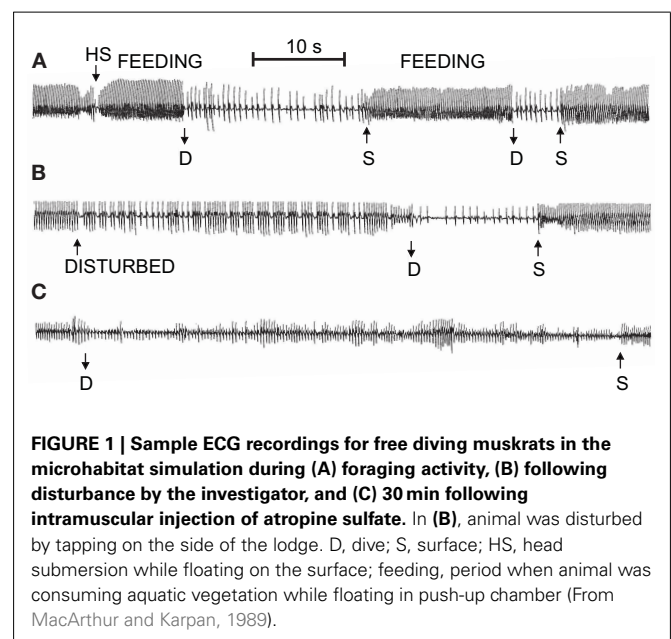 HS
10 s
A
FEEDING
FEEDING
D
S
D
S
B
DISTURBED
D
S
C
D
S
FIGURE 1 | Sample ECG recordings for free diving muskrats in the
microhabitat simulation during (A) foraging activity, (B) following
disturbance by the investigator, and (C) 30 min following
intramuscular injection of atropine sulfate. In (B), animal was disturbed
by tapping on the side of the lodge. D, dive; S, surface; HS, head
submersion while floating on the surface; feeding, period when animal was
consuming aquatic vegetation while floating in push-up chamber (From
MacArthur and Karpan, 1989).